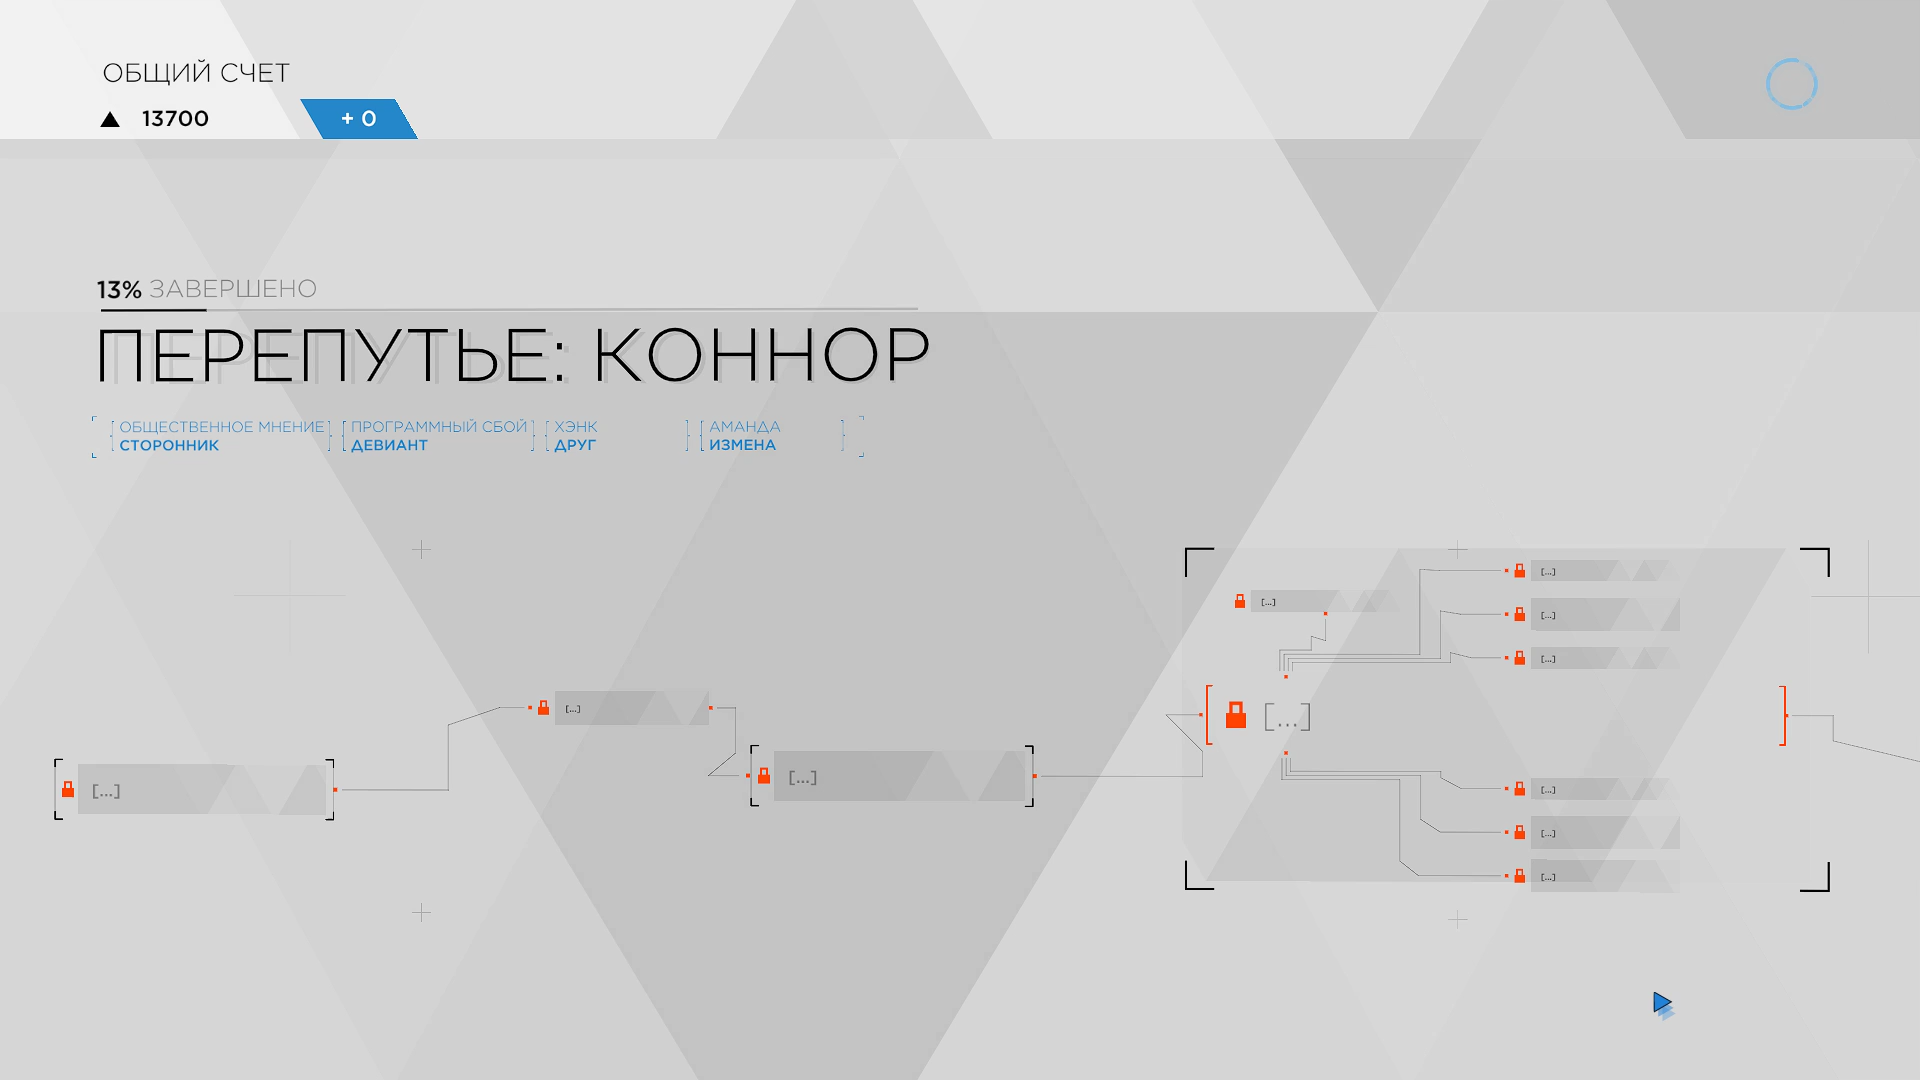 ОБЩИЙ СЧЕТ
13700
+ 0
13% ЗАВЕРШЕНО
ПЕРЕПУТЬЕ: КОННОР
ОБЩЕСТВЕННОЕ МНЕНИЕ ПРОГРАММНЫЙ СБОЙ ХЭНК АМАНДА
СТОРОННИК ДЕВИАНТ ДРУГ ИЗМЕНА
[...]
[...]
[...]
[...]
[...]
[...]
[...]
[...]
[...]
[...]
[...]